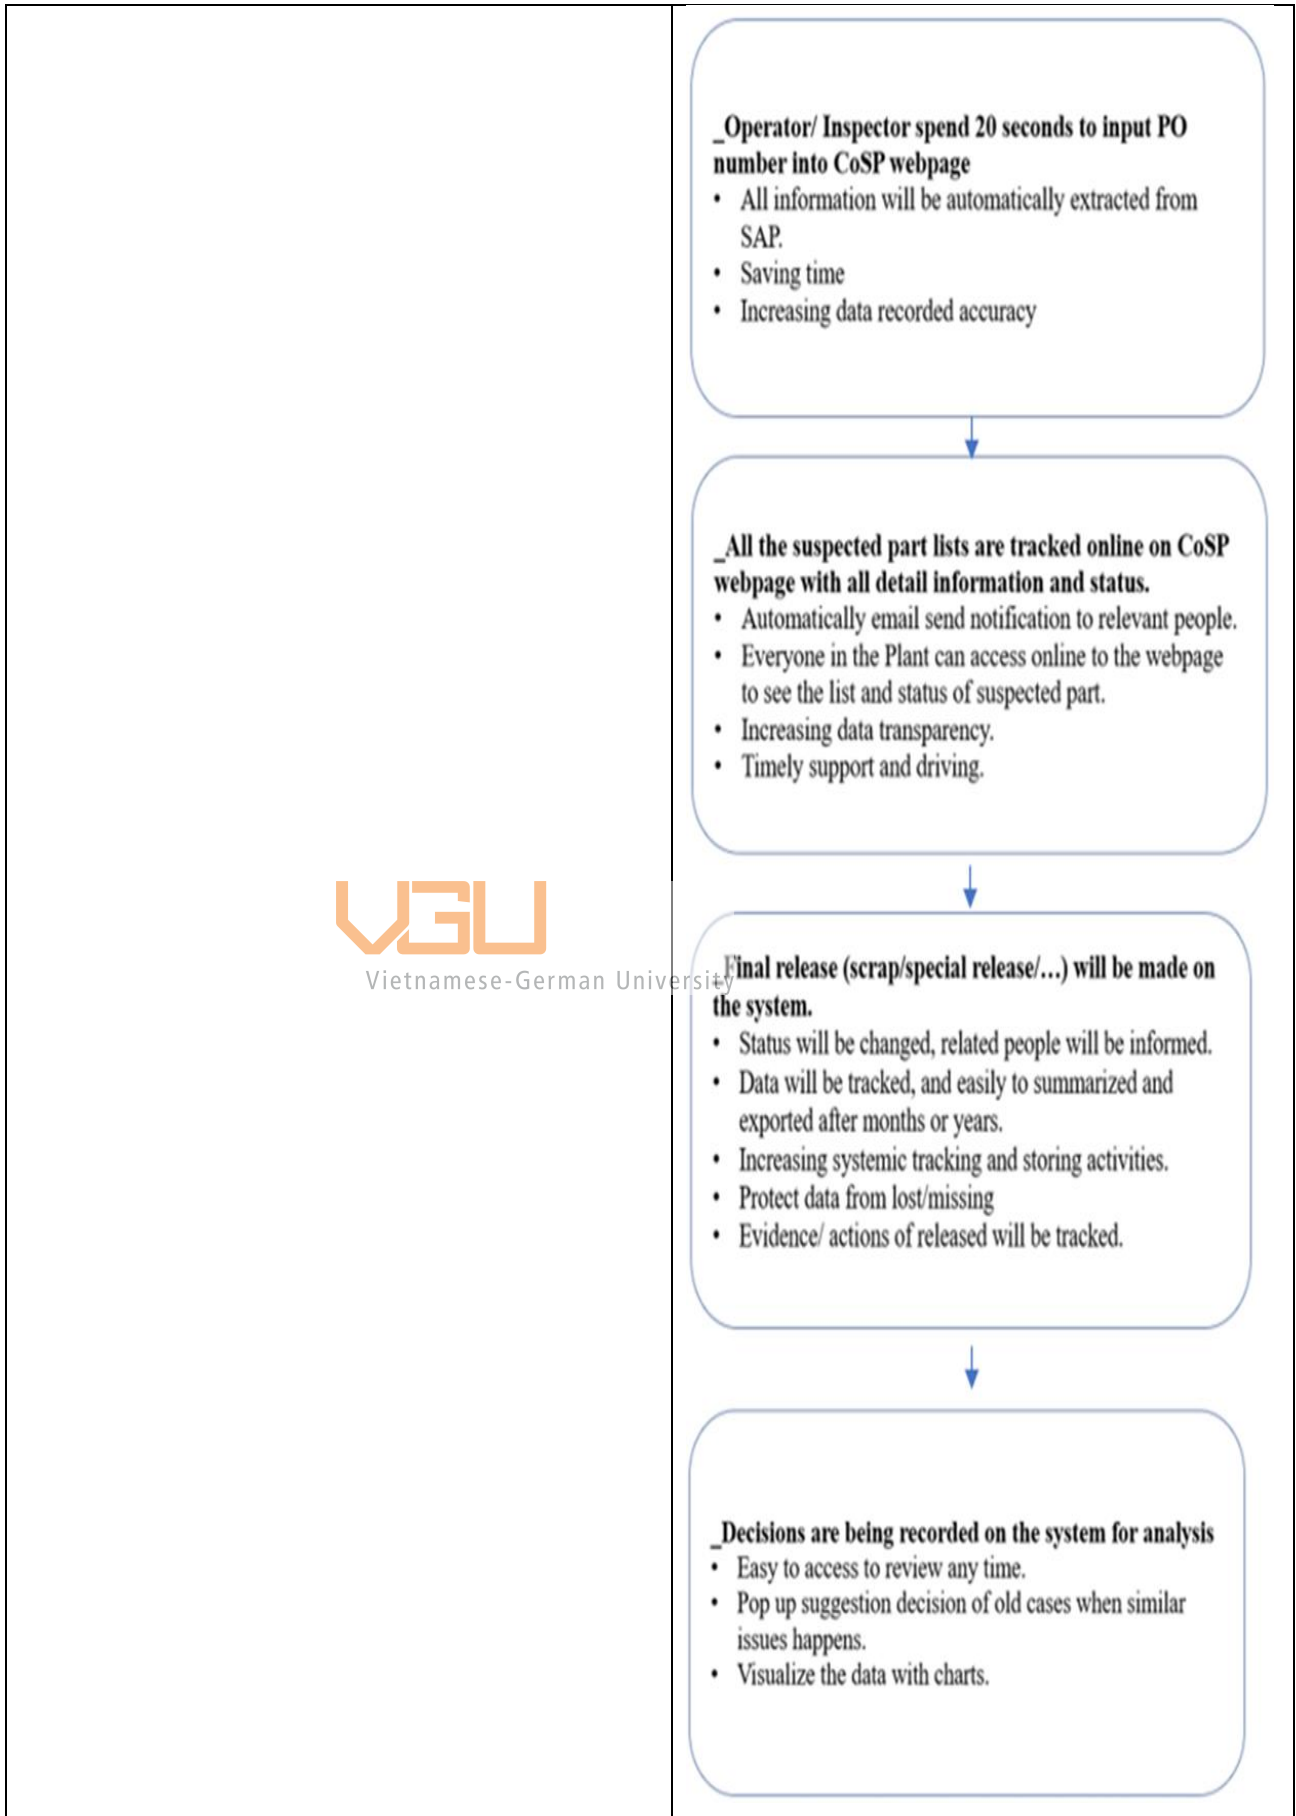 _Operator/ Inspector spend 20 seconds to input PO
number into CoSP webpage
• All information will be automatically extracted from
SAP.
• Saving time
• Increasing data recorded accuracy
_All the suspected part lists are tracked online on CoSP
webpage with all detail information and status.
• Automatically email send notification to relevant people.
• Everyone in the Plant can access online to the webpage
to see the list and status of suspected part.
• Increasing data transparency.
• Timely support and driving.
VGU
Vietnamese-German University
_Final release (scrap/special release/...) will be made on
the system.
• Status will be changed, related people will be informed.
• Data will be tracked, and easily to summarized and
exported after months or years.
• Increasing systemic tracking and storing activities.
• Protect data from lost/missing
• Evidence/ actions of released will be tracked.
_Decisions are being recorded on the system for analysis
• Easy to access to review any time.
• Pop up suggestion decision of old cases when similar
issues happens.
• Visualize the data with charts.